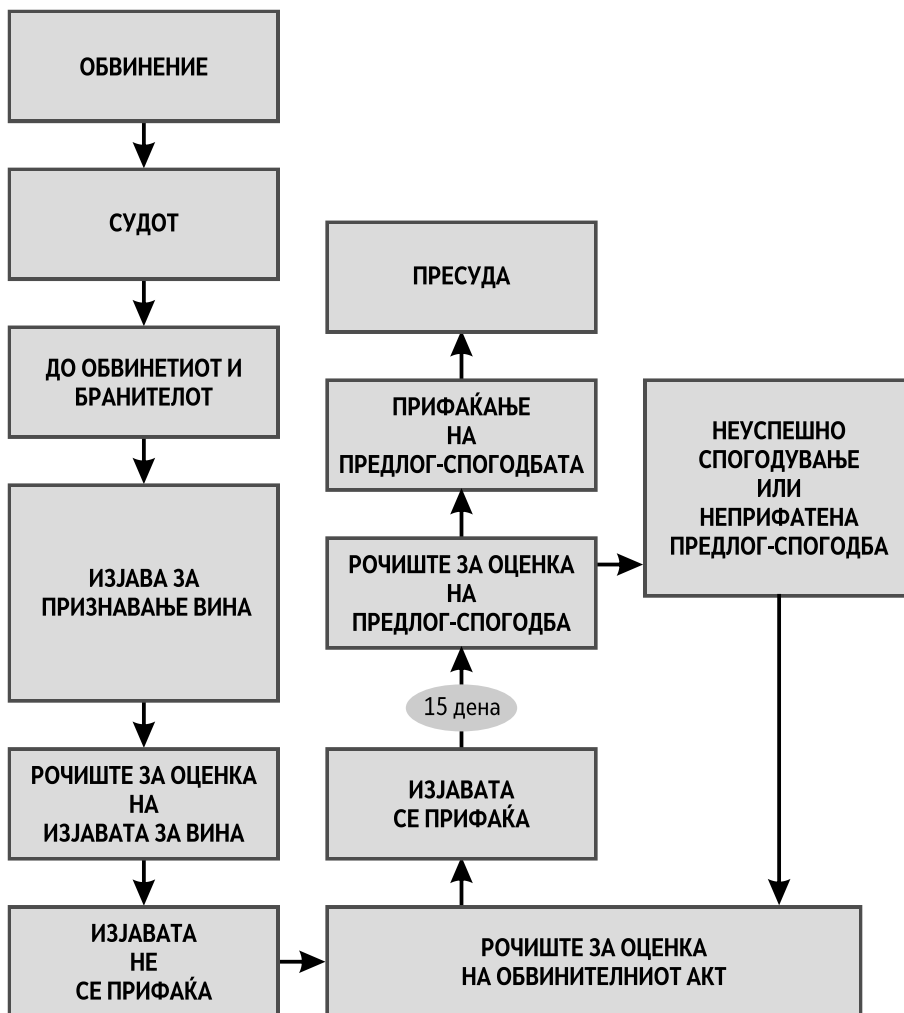 ОБВИНЕНИЕ
СУДОТ
ДО ОБВИНЕТИОТ И
БРАНИТЕЛОТ
ИЗЈАВА ЗА
ПРИЗНАВАЊЕ ВИНА
РОЧИШТЕ ЗА ОЦЕНКА
НА
ИЗЈАВАТА ЗА ВИНА
ИЗЈАВАТА
НЕ
СЕ ПРИФАЌА
ПРЕСУДА
ПРИФАЌАЊЕ
НА
ПРЕДЛОГ-СПОГОДБАТА
РОЧИШТЕ ЗА ОЦЕНКА
НА
ПРЕДЛОГ-СПОГОДБА
15 дена
ИЗЈАВАТА
СЕ ПРИФАЌА
РОЧИШТЕ ЗА ОЦЕНКА
НА ОБВИНИТЕЛНИОТ АКТ
НЕУСПЕШНО
СПОГОДУВАЊЕ
ИЛИ
НЕПРИФАТЕНА
ПРЕДЛОГ-СПОГОДБА